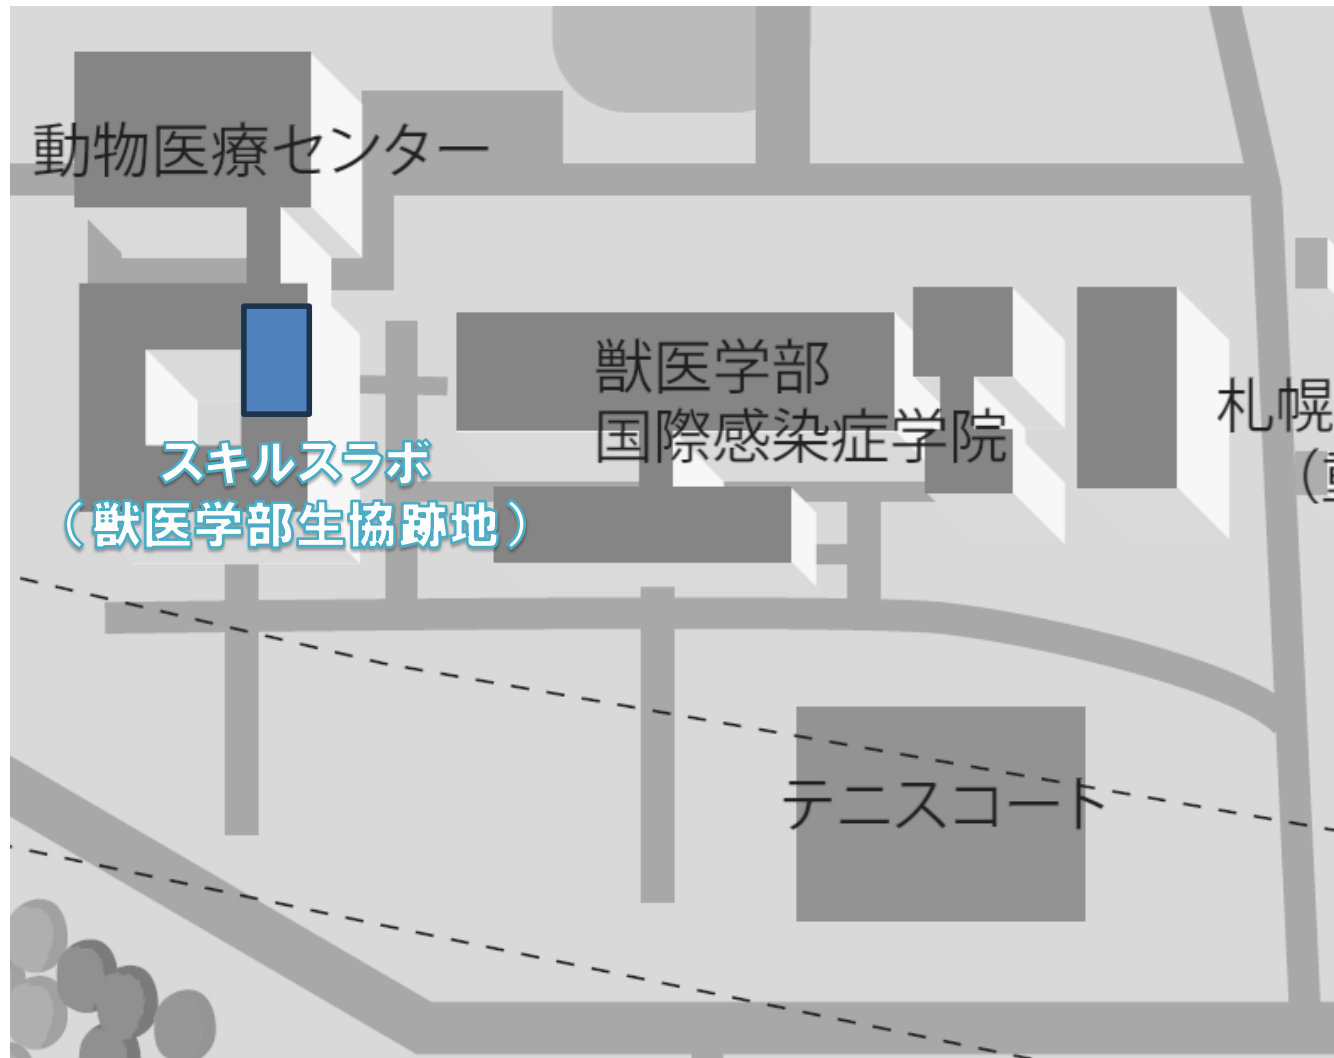 動物医療センター
獣医学部
国際感染症学院
札幌
スキルスラボ
（獣医学部生協跡地）
テニスコート